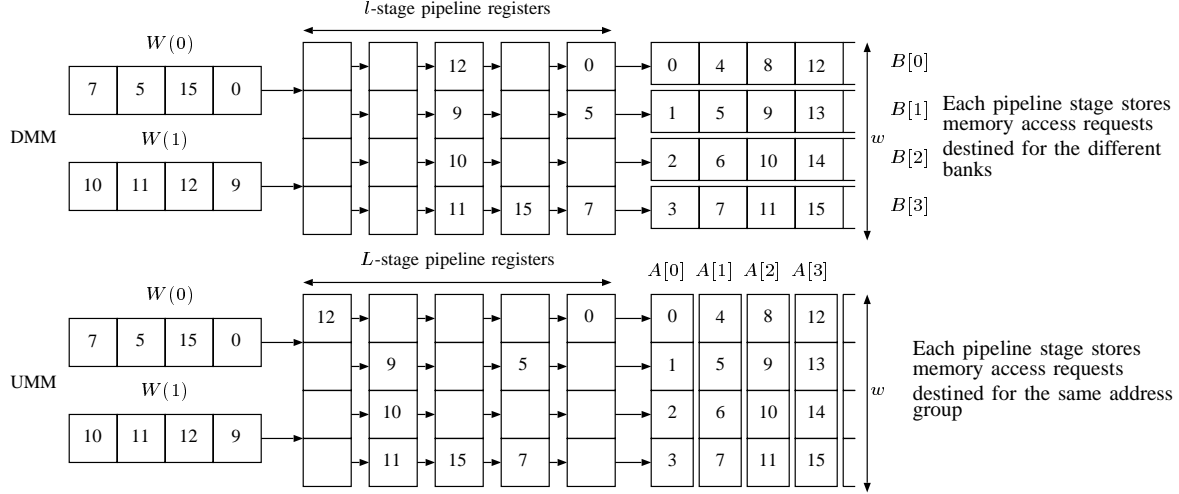 l-stage pipeline registers
W(0)
7 5 15 0
W(1)
10 11 12 9
DMM
12 0
9 5
10
11 15 7
0 4 8 12
1 5 9 13
2 6 10 14
3 7 11 15
w
B[0]
B[1]
B[2]
B[3]
Each pipeline stage stores
memory access requests
destined for the different
banks
L-stage pipeline registers
A[0] A[1] A[2] A[3]
W(0)
7 5 15 0
W(1)
10 11 12 9
UMM
12 0
9 5
10
11 15 7
0 4 8 12
1 5 9 13
2 6 10 14
3 7 11 15
w
Each pipeline stage stores
memory access requests
destined for the same address
group